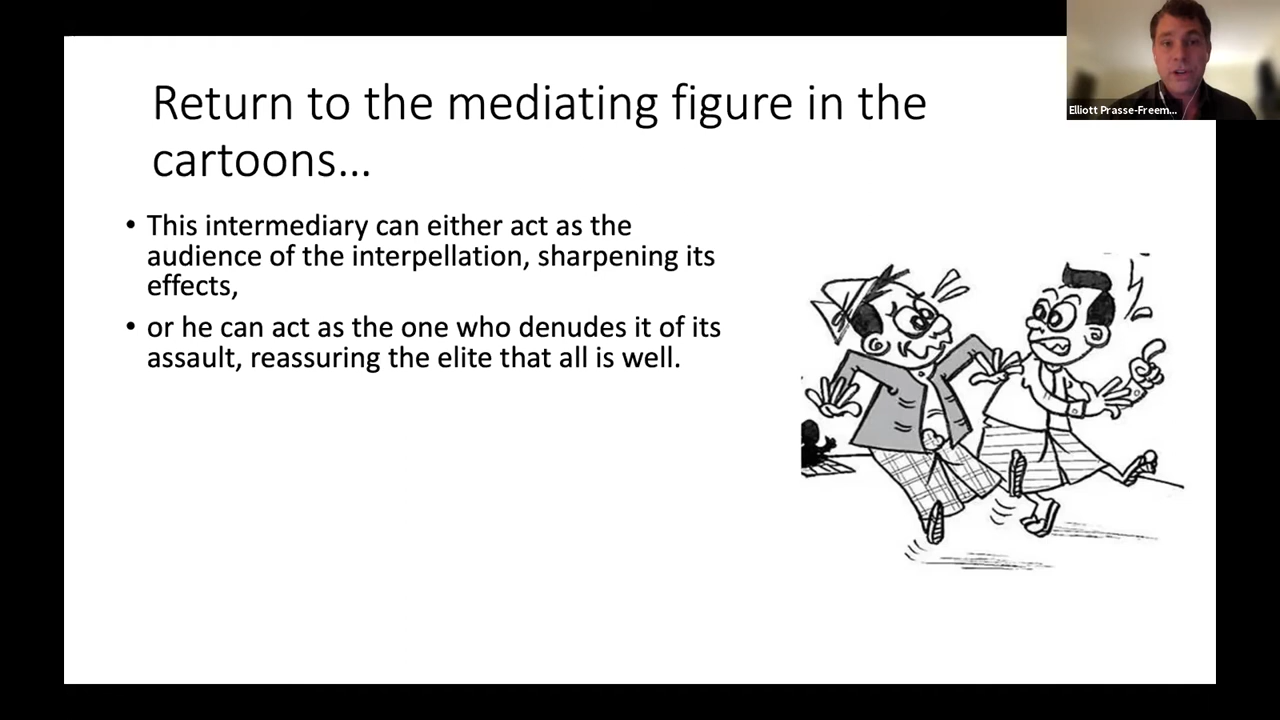 Return to the mediating figure in the
cartoons…
• This intermediary can either act as the
audience of the interpellation, sharpening its
effects,
• or he can act as the one who denudes it of its
assault, reassuring the elite that all is well.
Elliott Prasse-Freem...